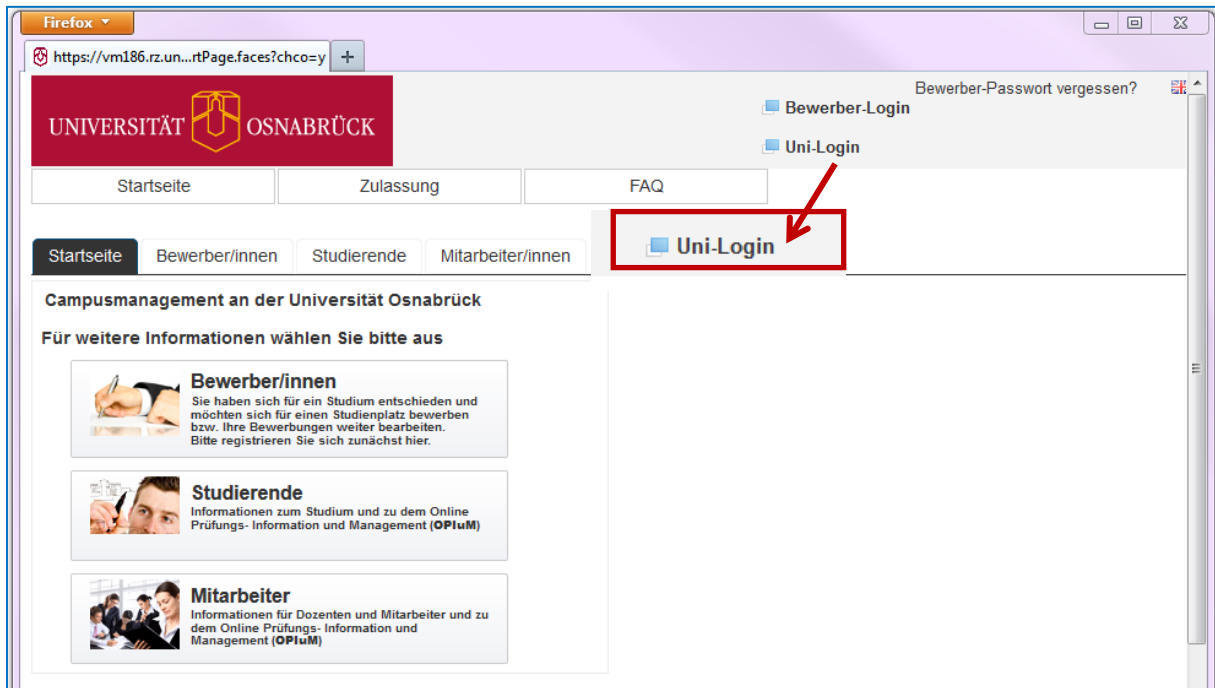 Firefox
https://vm186.rz.un...rtPage.faces?chco=y
UNIVERSITÄT OSNABRÜCK
Bewerber-Passwort vergessen?
Bewerber-Login
Uni-Login
Startseite Zulassung FAQ
Uni-Login
Startseite Bewerber/innen Studierende Mitarbeiter/innen
Campusmanagement an der Universität Osnabrück
Für weitere Informationen wählen Sie bitte aus
Bewerber/innen
Sie haben sich für ein Studium entschieden und
möchten sich für einen Studienplatz bewerben
bzw. Ihre Bewerbungen weiter bearbeiten.
Bitte registrieren Sie sich zunächst hier.
Studierende
Informationen zum Studium und zu dem Online
Prüfungs- Information und Management (OPIuM)
Mitarbeiter
Informationen für Dozenten und Mitarbeiter und zu
dem Online Prüfungs- Information und
Management (OPIuM)